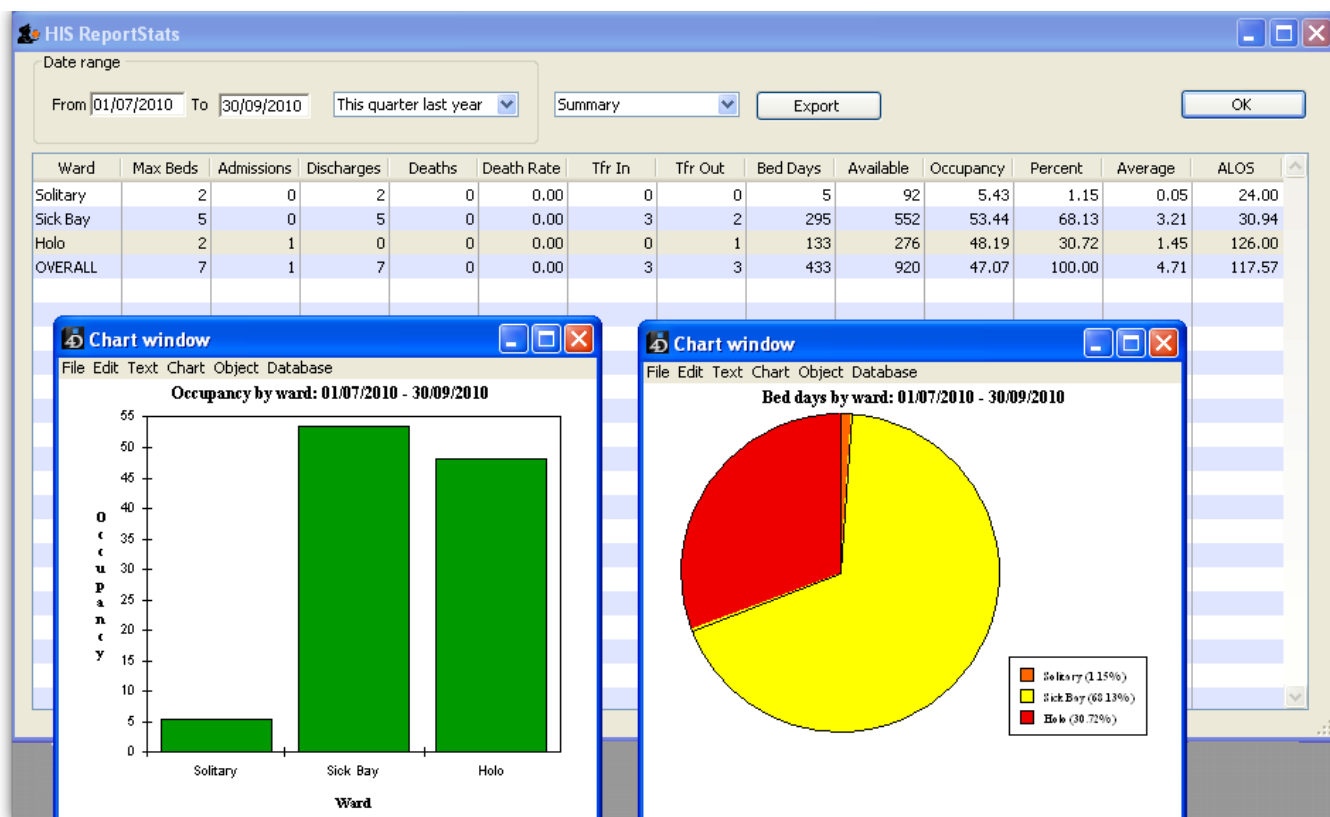 HIS ReportStats
Date range
From 01/07/2010 To 30/09/2010 This quarter last year Summary Export OK
Ward Max Beds Admissions Discharges Deaths Death Rate Tfr In Tfr Out Bed Days Available Occupancy Percent Average ALOS
Solitary 2 0 2 0 0.00 0 0 5 92 5.43 1.15 0.05 24.00
Sick Bay 5 0 5 0 0.00 3 2 295 552 53.44 68.13 3.21 30.94
Holo 2 1 0 0 0.00 0 1 133 276 48.19 30.72 1.45 126.00
OVERALL 7 1 7 0 0.00 3 3 433 920 47.07 100.00 4.71 117.57
4D Chart window
File Edit Text Chart Object Database
Occupancy by ward: 01/07/2010 - 30/09/2010
55
50
45
40
35
30
25
20
15
10
5
0
Occupancy
Solitary Sick Bay Holo
Ward
4D Chart window
File Edit Text Chart Object Database
Bed days by ward: 01/07/2010 - 30/09/2010
Solitary (1.15%)
Sick Bay (68.13%)
Holo (30.72%)